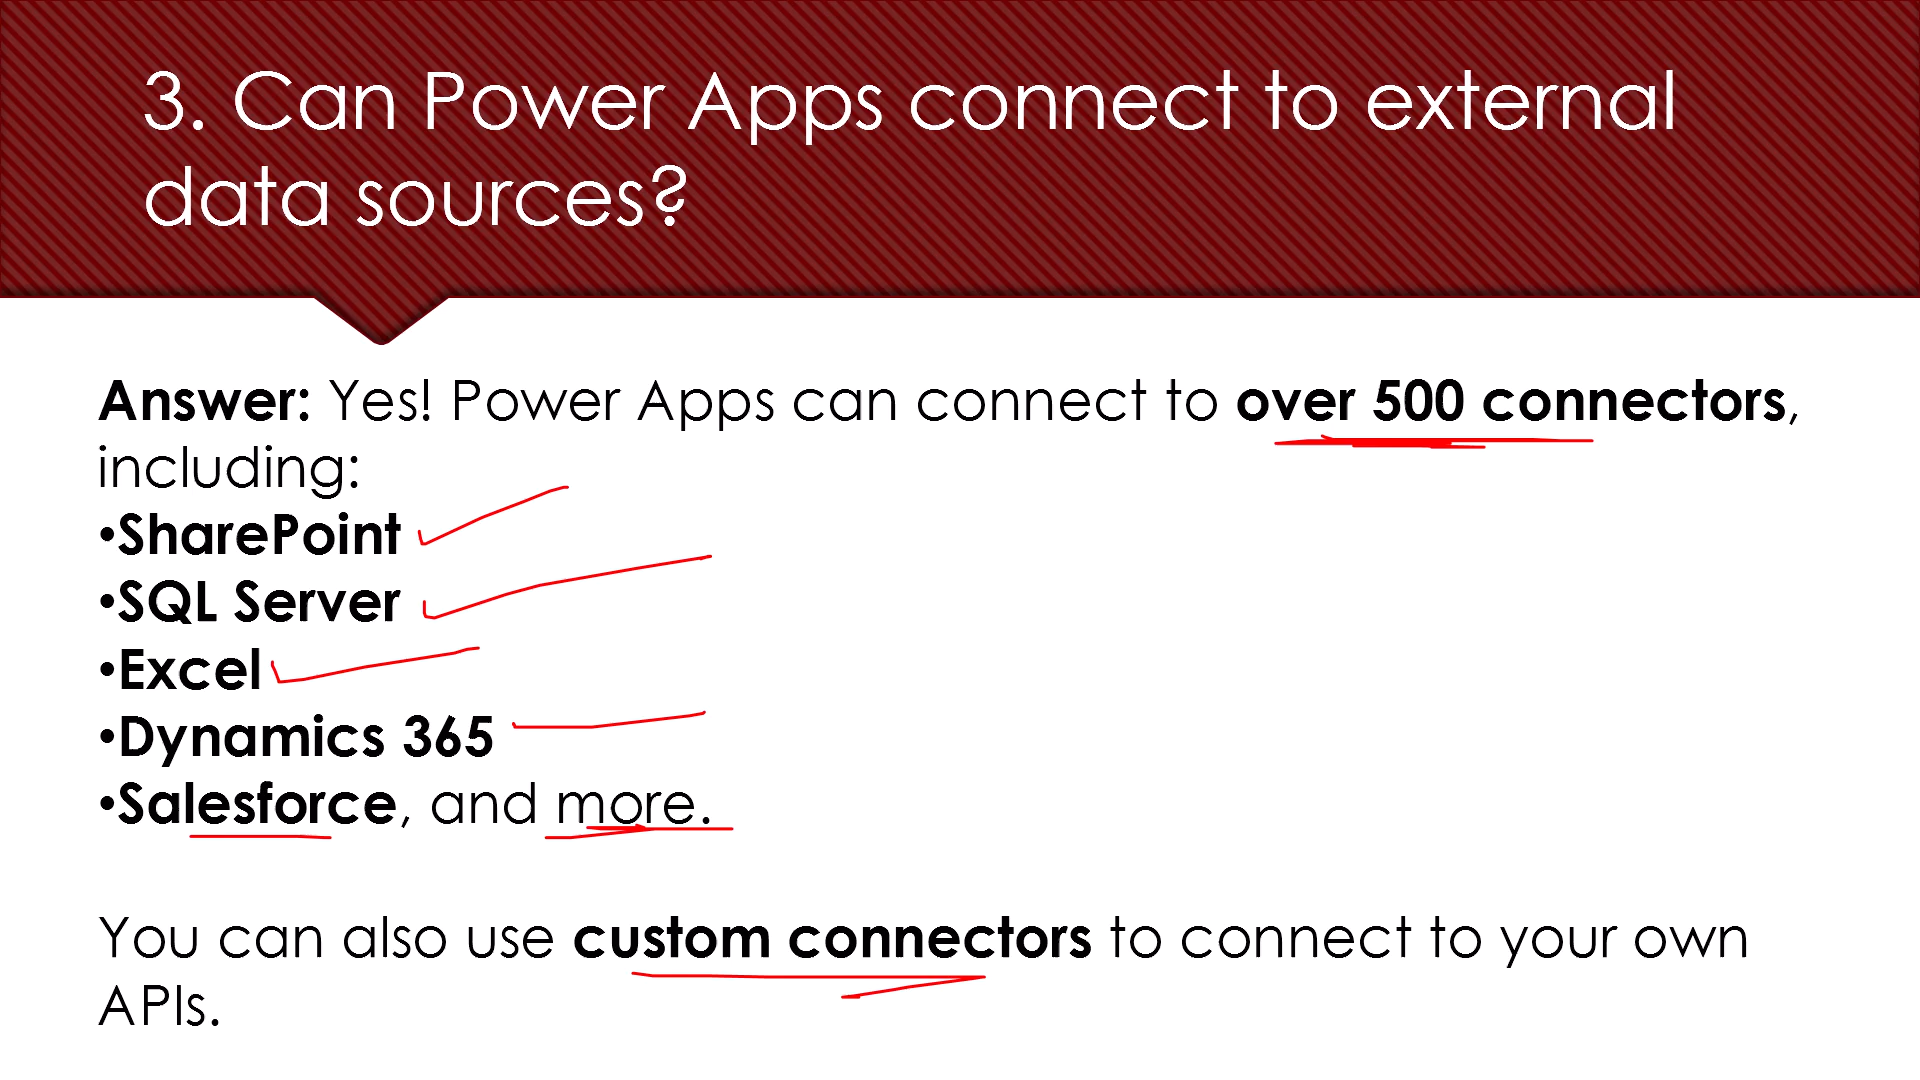 3. Can Power Apps connect to external
data sources?
Answer: Yes! Power Apps can connect to over 500 connectors,
including:
•SharePoint
•SQL Server
•Excel
•Dynamics 365
•Salesforce, and more.
You can also use custom connectors to connect to your own
APIs.